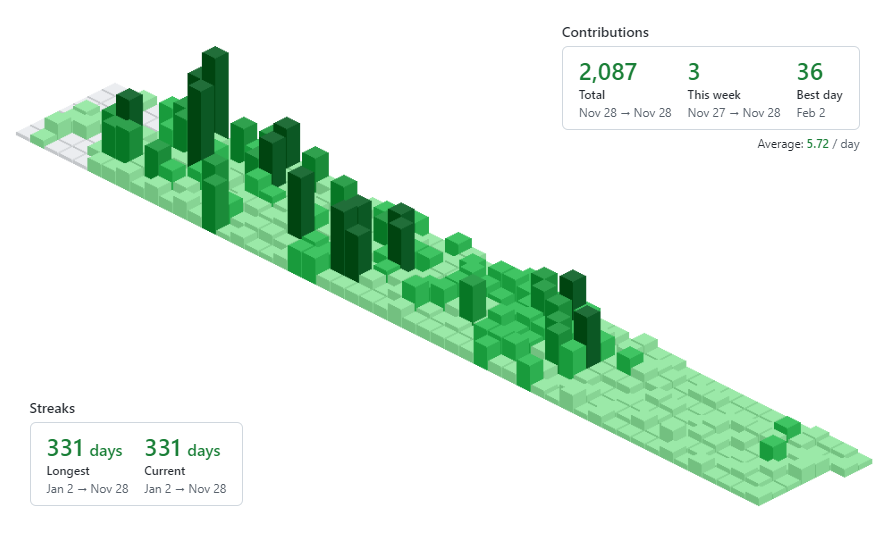 Contributions
2,087 3 36
Total This week Best day
Nov 28 → Nov 28 Nov 27 → Nov 28 Feb 2
Average: 5.72 / day
Streaks
331 days 331 days
Longest Current
Jan 2 → Nov 28 Jan 2 → Nov 28